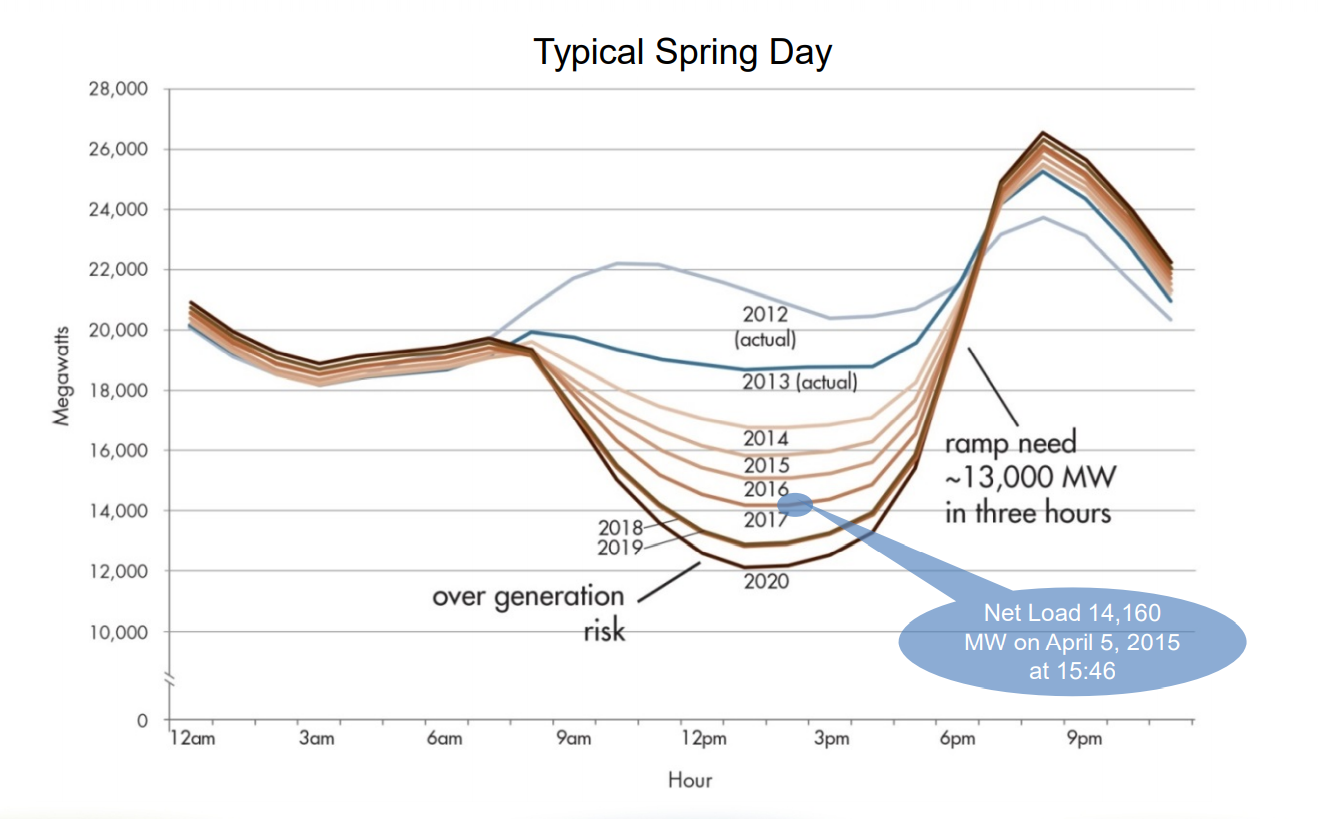 Typical Spring Day
28,000
26,000
24,000
22,000
20,000
18,000
16,000
14,000
12,000
10,000
0
Megawatts
2012
(actual)
2013 (actual)
2014
2015
2016
2017
2018
2019
2020
ramp need
~13,000 MW
in three hours
over generation
risk
Net Load 14,160
MW on April 5, 2015
at 15:46
12am 3am 6am 9am 12pm 3pm 6pm 9pm
Hour